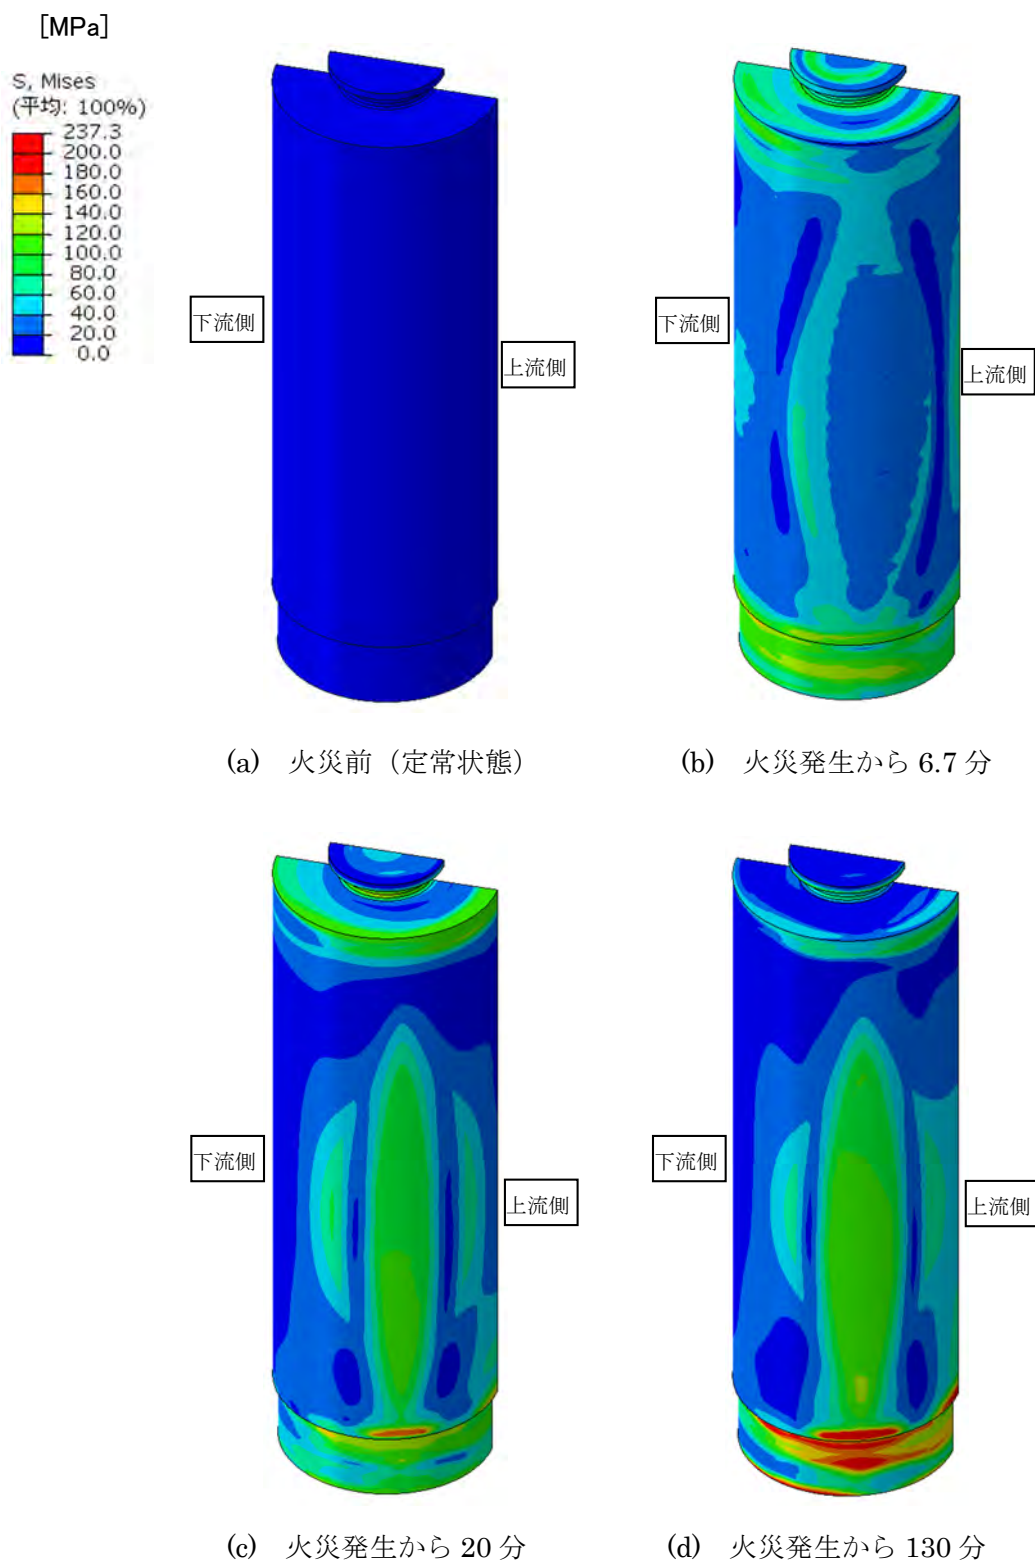 [MPa]
S, Mises
(平均: 100%)
237.3
200.0
180.0
160.0
140.0
120.0
100.0
80.0
60.0
40.0
20.0
0.0
下流側
上流側
下流側
上流側
(a) 火災前（定常状態）
(b) 火災発生から 6.7 分
下流側
上流側
下流側
上流側
(c) 火災発生から 20 分
(d) 火災発生から 130 分